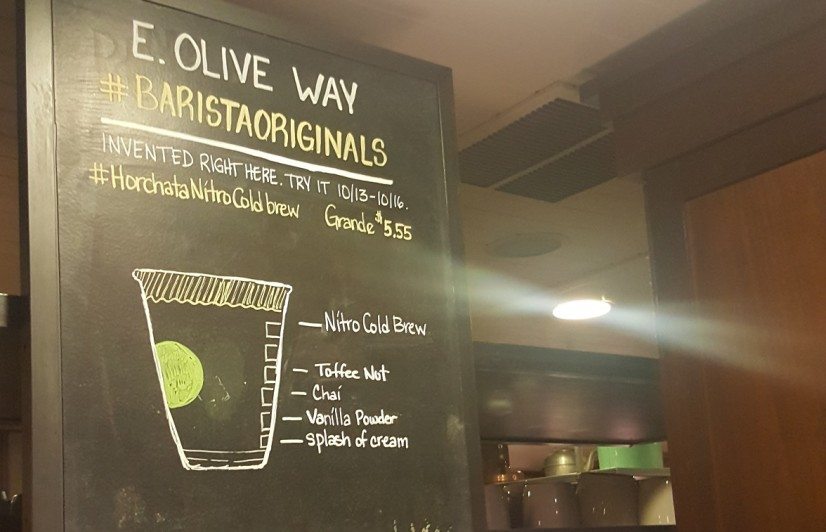 E. OLIVE WAY
#BARISTAORIGINALS
INVENTED RIGHT HERE. TRY IT 10/13-10/16.
#HorchataNitroColdbrew Grande $5.55
Nitro Cold Brew
Toffee Nut
Chai
Vanilla Powder
splash of cream